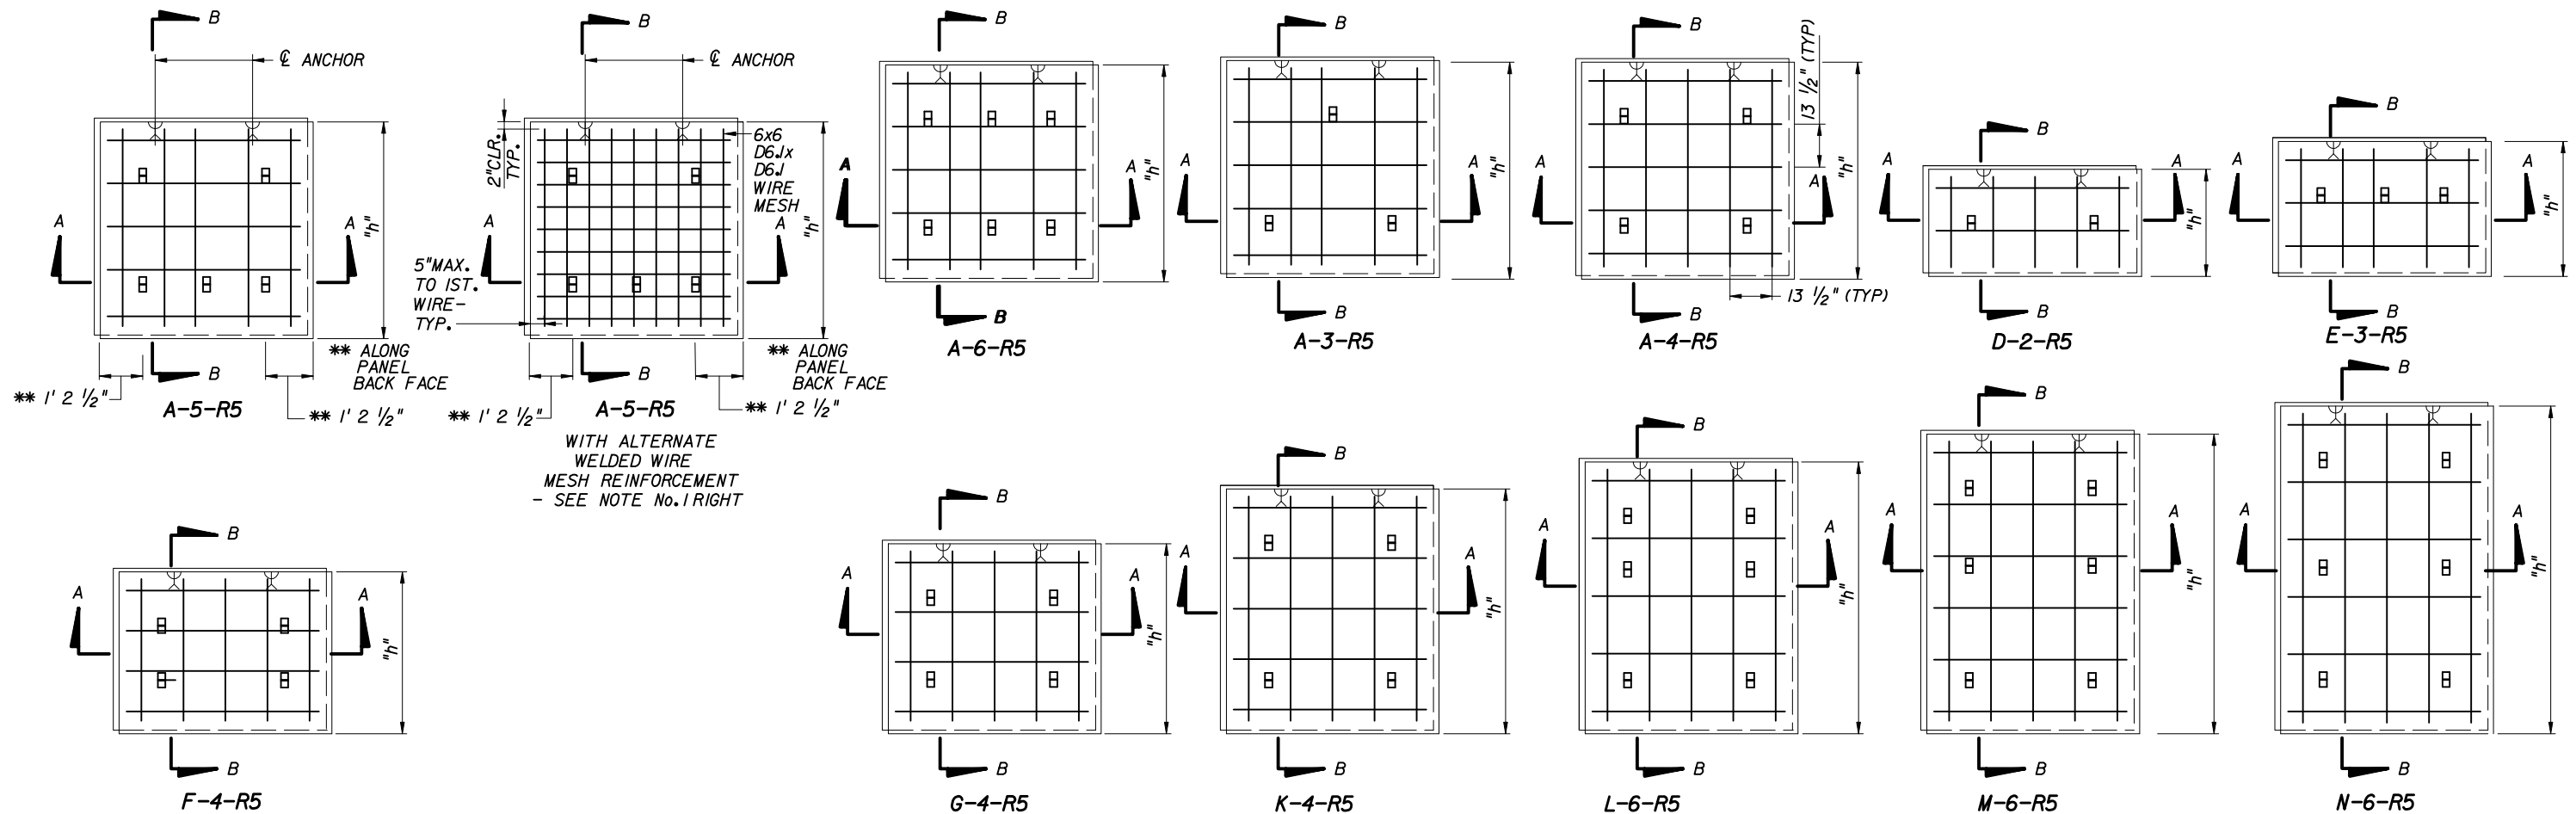 B
℄ ANCHOR
A
A
"h"
** ALONG
PANEL
BACK FACE
** 1' 2 ½"
** 1' 2 ½"
B
A-5-R5
B
℄ ANCHOR
2"CLR.
TYP.
6x6
D6.1x
D6.1
WIRE
MESH
A
A
"h"
5"MAX.
TO 1ST.
WIRE-
TYP.
** ALONG
PANEL
BACK FACE
** 1' 2 ½"
** 1' 2 ½"
B
A-5-R5
WITH ALTERNATE
WELDED WIRE
MESH REINFORCEMENT
- SEE NOTE No.1 RIGHT
B
A
A
"h"
B
A-6-R5
B
A
A
"h"
B
A-3-R5
B
13 ½" (TYP)
A
A
"h"
13 ½" (TYP)
B
A-4-R5
B
A
A
"h"
B
D-2-R5
B
A
A
"h"
B
E-3-R5
B
A
A
"h"
B
F-4-R5
B
A
A
"h"
B
G-4-R5
B
A
A
"h"
B
K-4-R5
B
A
A
"h"
B
L-6-R5
B
A
A
"h"
B
M-6-R5
B
A
A
"h"
B
N-6-R5